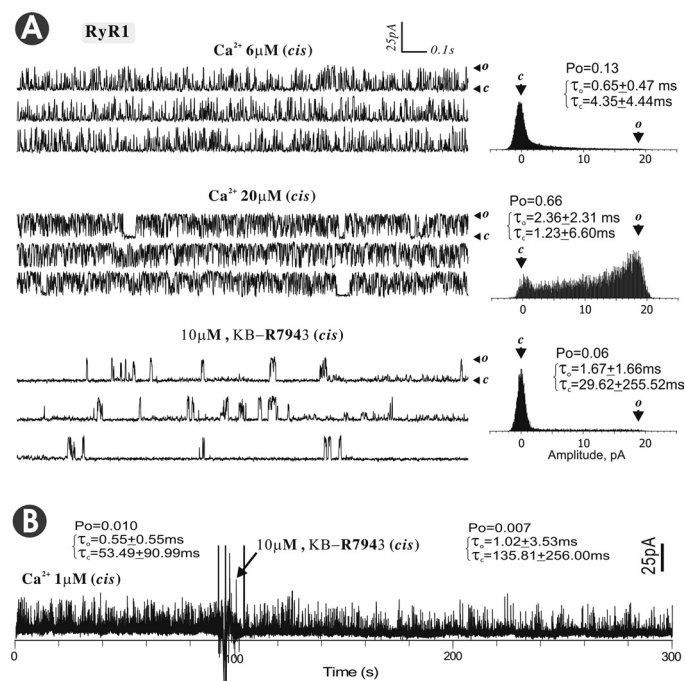 A
RyR1
25pA
0.1s
Ca²⁺ 6µM (cis)
o
c
Po=0.13
τo=0.65±0.47 ms
τc=4.35±4.44ms
c
o
0 10 20
Ca²⁺ 20µM (cis)
o
c
Po=0.66
τo=2.36±2.31 ms
τc=1.23±6.60ms
c
o
0 10 20
10µM , KB–R7943 (cis)
o
c
c
Po=0.06
τo=1.67±1.66ms
τc=29.62±255.52ms
o
0 10 20
Amplitude, pA
B
Po=0.010
τo=0.55±0.55ms
τc=53.49±90.99ms
10µM , KB–R7943 (cis)
Po=0.007
τo=1.02±3.53ms
τc=135.81±256.00ms
25pA
Ca²⁺ 1µM (cis)
0 100 200 300
Time (s)